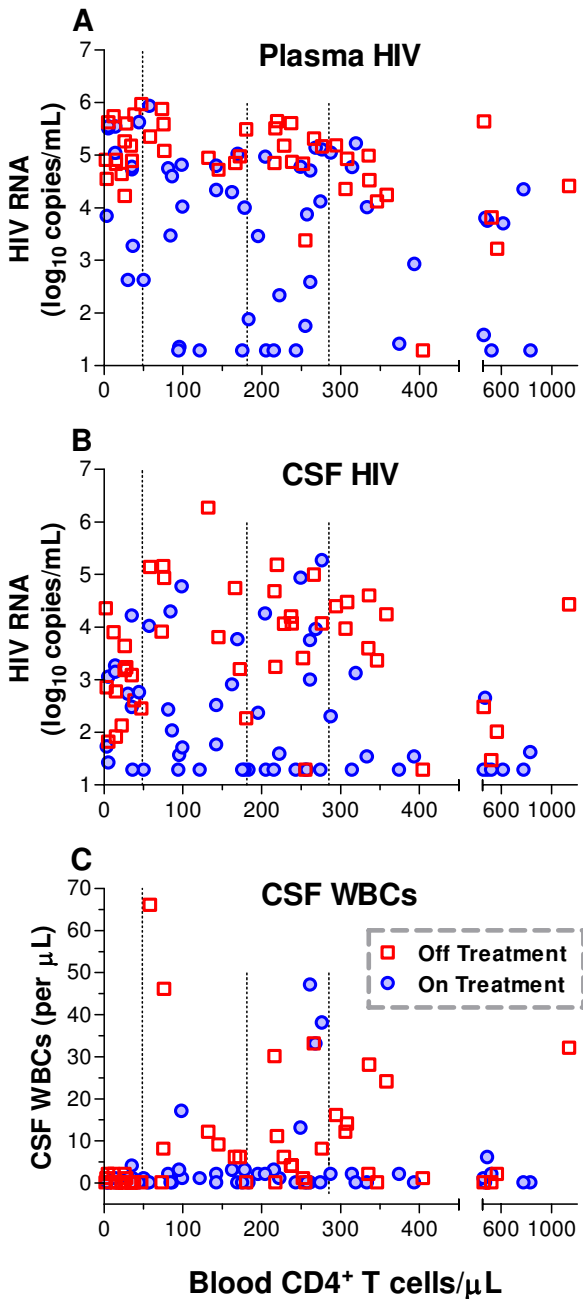 A
Plasma HIV
HIV RNA
(log10 copies/mL)
7
6
5
4
3
2
1
0 100 200 300 400 600 1000
B
CSF HIV
HIV RNA
(log10 copies/mL)
7
6
5
4
3
2
1
0 100 200 300 400 600 1000
C
CSF WBCs
CSF WBCs (per μL)
70
60
50
40
30
20
10
0
Off Treatment
On Treatment
0 100 200 300 400 600 1000
Blood CD4+ T cells/μL